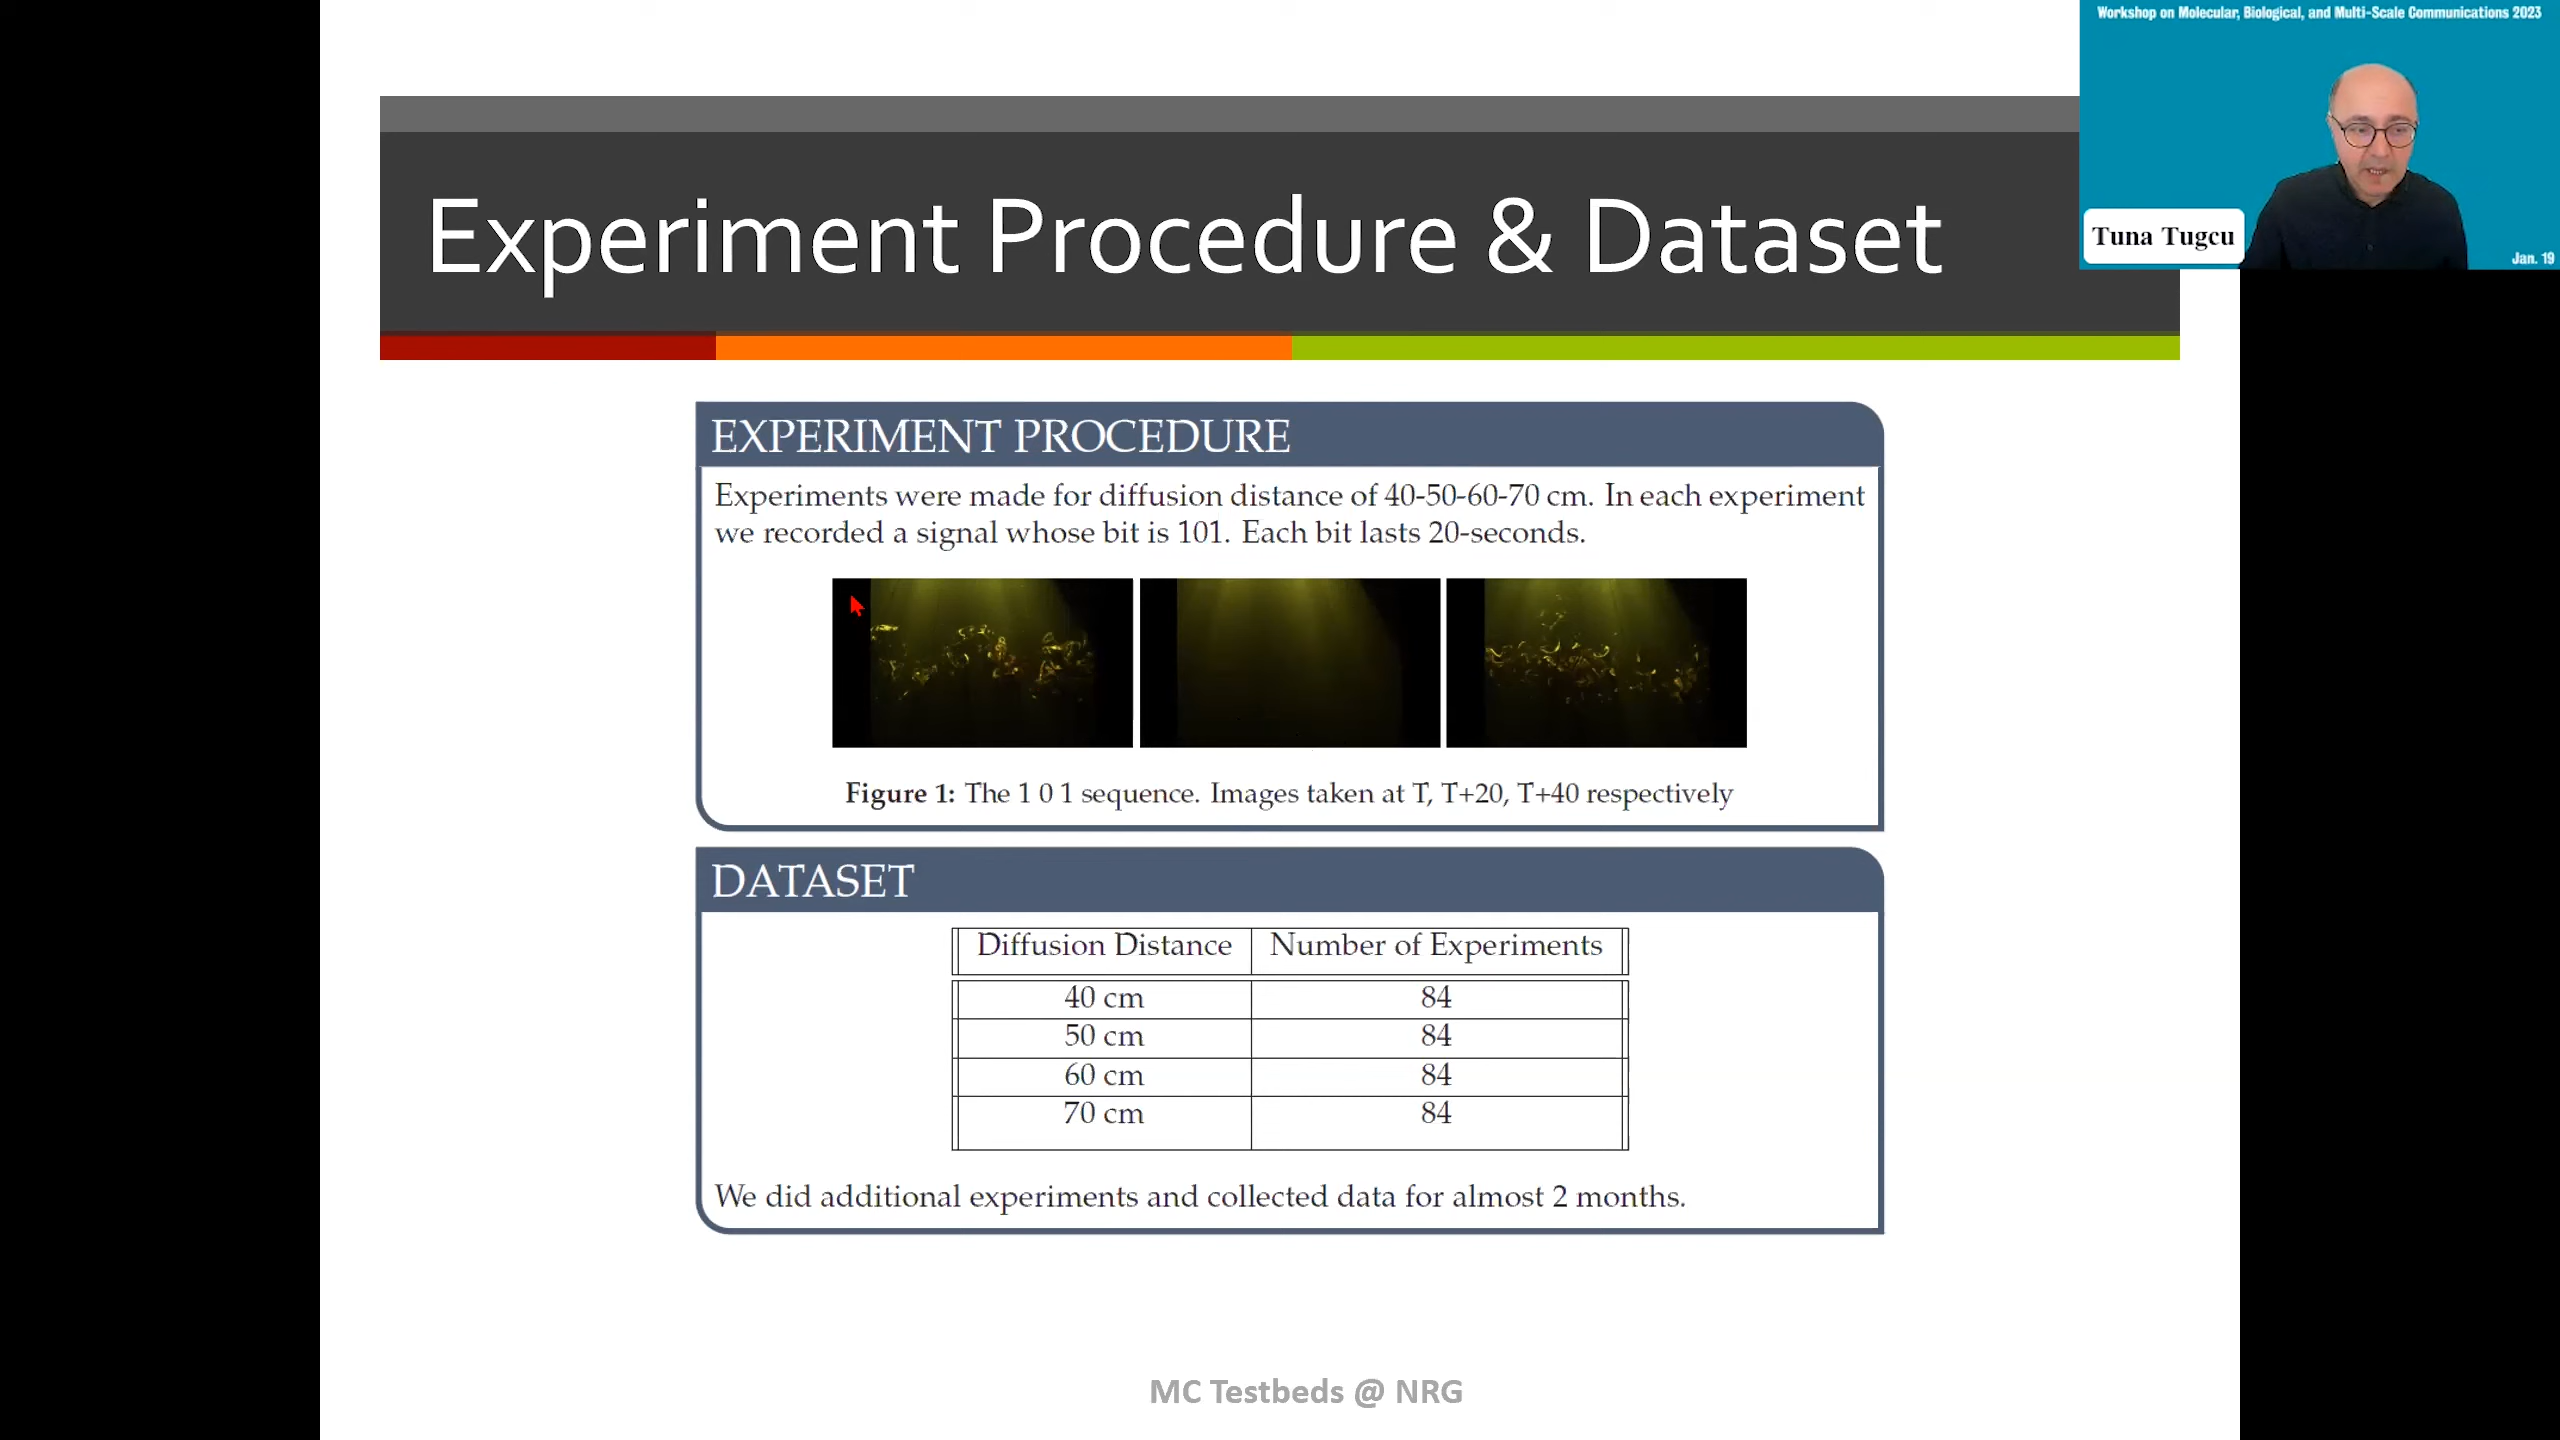 Workshop on Molecular, Biological, and Multi-Scale Communications 2023
Experiment Procedure & Dataset
Tuna Tugcu
Jan. 19
EXPERIMENT PROCEDURE
Experiments were made for diffusion distance of 40-50-60-70 cm. In each experiment
we recorded a signal whose bit is 101. Each bit lasts 20-seconds.
Figure 1: The 1 0 1 sequence. Images taken at T, T+20, T+40 respectively
DATASET
Diffusion Distance Number of Experiments
40 cm 84
50 cm 84
60 cm 84
70 cm 84
We did additional experiments and collected data for almost 2 months.
MC Testbeds @ NRG